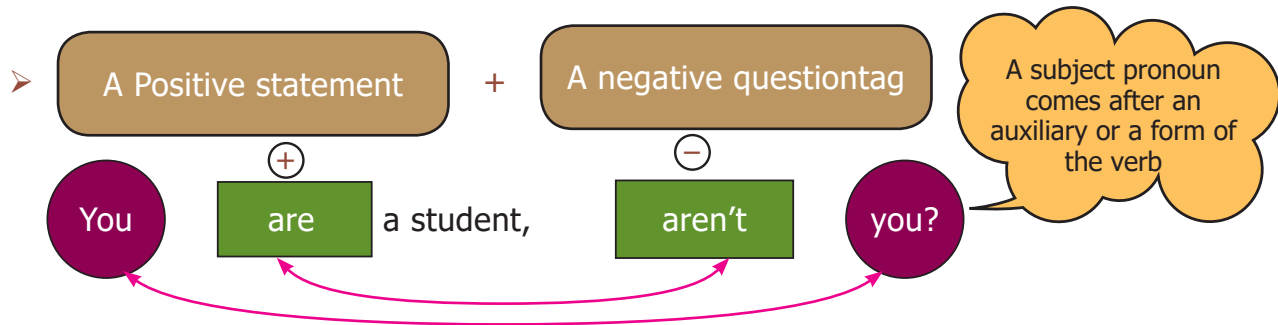 ➢ A Positive statement + A negative questiontag
A subject pronoun
comes after an
auxiliary or a form of
the verb
+ −
You are a student, aren't you?